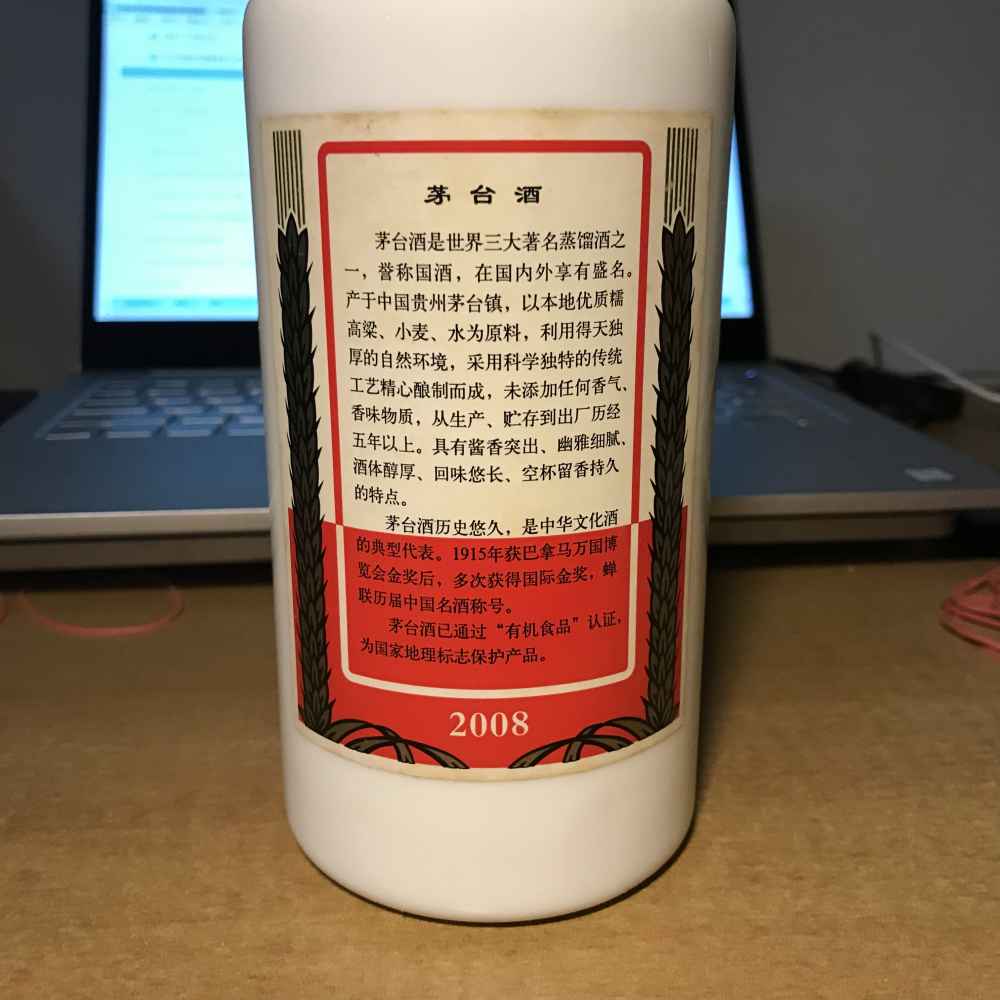 茅台酒
茅台酒是世界三大著名蒸馏酒之
一，誉称国酒，在国内外享有盛名。
产于中国贵州茅台镇，以本地优质糯
高粱、小麦、水为原料，利用得天独
厚的自然环境，采用科学独特的传统
工艺精心酿制而成，未添加任何香气、
香味物质，从生产、贮存到出厂历经
五年以上。具有酱香突出、幽雅细腻、
酒体醇厚、回味悠长、空杯留香持久
的特点。
茅台酒历史悠久，是中华文化酒
的典型代表。1915年获巴拿马万国博
览会金奖后，多次获得国际金奖，蝉
联历届中国名酒称号。
茅台酒已通过“有机食品”认证，
为国家地理标志保护产品。
2008